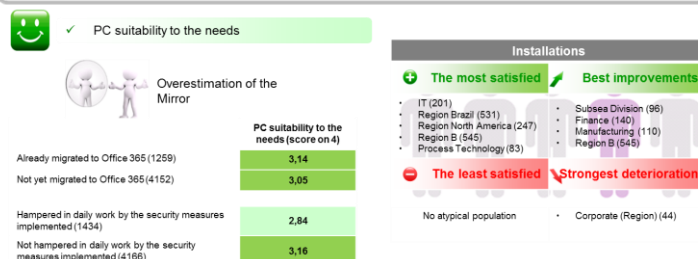 ✓ PC suitability to the needs
Overestimation of the
Mirror
PC suitability to the
needs (score on 4)
Already migrated to Office 365 (1259)
3,14
Not yet migrated to Office 365 (4152)
3,05
Hampered in daily work by the security measures
implemented (1434)
2,84
Not hampered in daily work by the security
measures implemented (4166)
3,16
Installations
The most satisfied
Best improvements
• IT (201)
• Region Brazil (531)
• Region North America (247)
• Region B (545)
• Process Technology (83)
• Subsea Division (96)
• Finance (140)
• Manufacturing (110)
• Region B (545)
The least satisfied
Strongest deterioration
No atypical population
• Corporate (Region) (44)